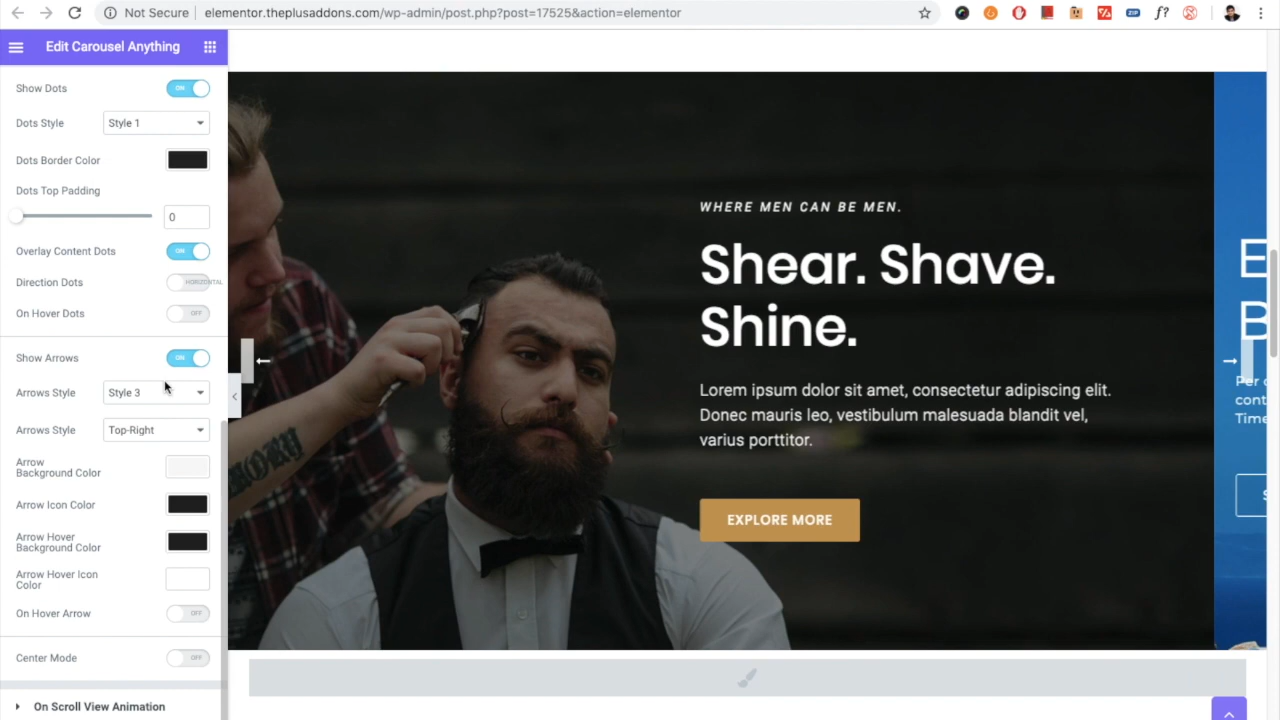 Not Secure
elementor.theplusaddons.com/wp-admin/post.php?post=17525&action=elementor
ZIP
f?
Edit Carousel Anything
Show Dots
ON
Dots Style
Style 1
Dots Border Color
Dots Top Padding
0
Overlay Content Dots
ON
Direction Dots
HORIZONTAL
On Hover Dots
OFF
Show Arrows
ON
Arrows Style
Style 3
Arrows Style
Top-Right
Arrow
Background Color
Arrow Icon Color
Arrow Hover
Background Color
Arrow Hover Icon
Color
On Hover Arrow
OFF
Center Mode
OFF
On Scroll View Animation
WHERE MEN CAN BE MEN.
Shear. Shave.
Shine.
Lorem ipsum dolor sit amet, consectetur adipiscing elit.
Donec mauris leo, vestibulum malesuada blandit vel,
varius porttitor.
EXPLORE MORE
E
B
Per c
cont
Time